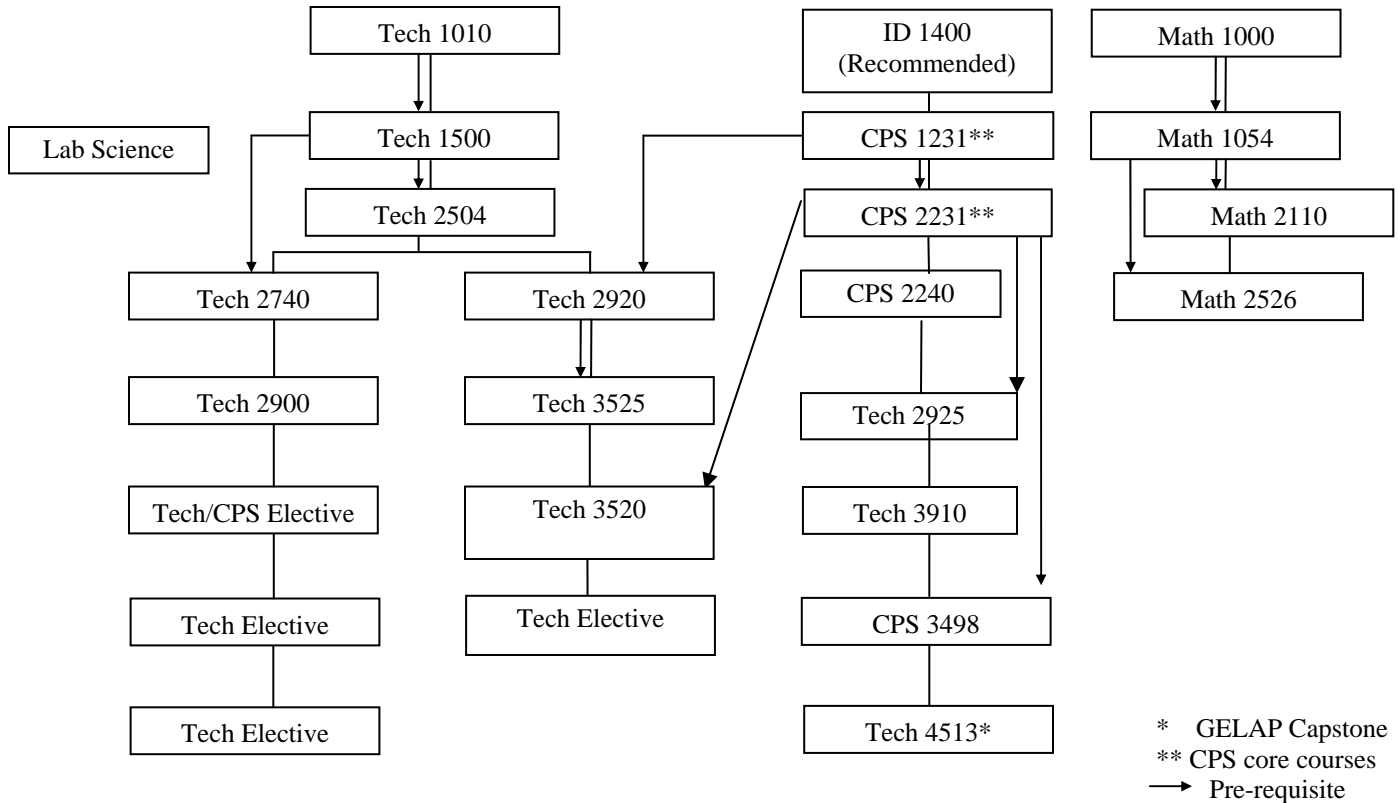 Tech 1010
ID 1400
(Recommended)
Math 1000
Lab Science
Tech 1500
CPS 1231**
Math 1054
Tech 2504
CPS 2231**
Math 2110
Tech 2740
Tech 2920
CPS 2240
Math 2526
Tech 2900
Tech 3525
Tech 2925
Tech/CPS Elective
Tech 3520
Tech 3910
Tech Elective
Tech Elective
CPS 3498
Tech Elective
Tech 4513*
* GELAP Capstone
** CPS core courses
Pre-requisite